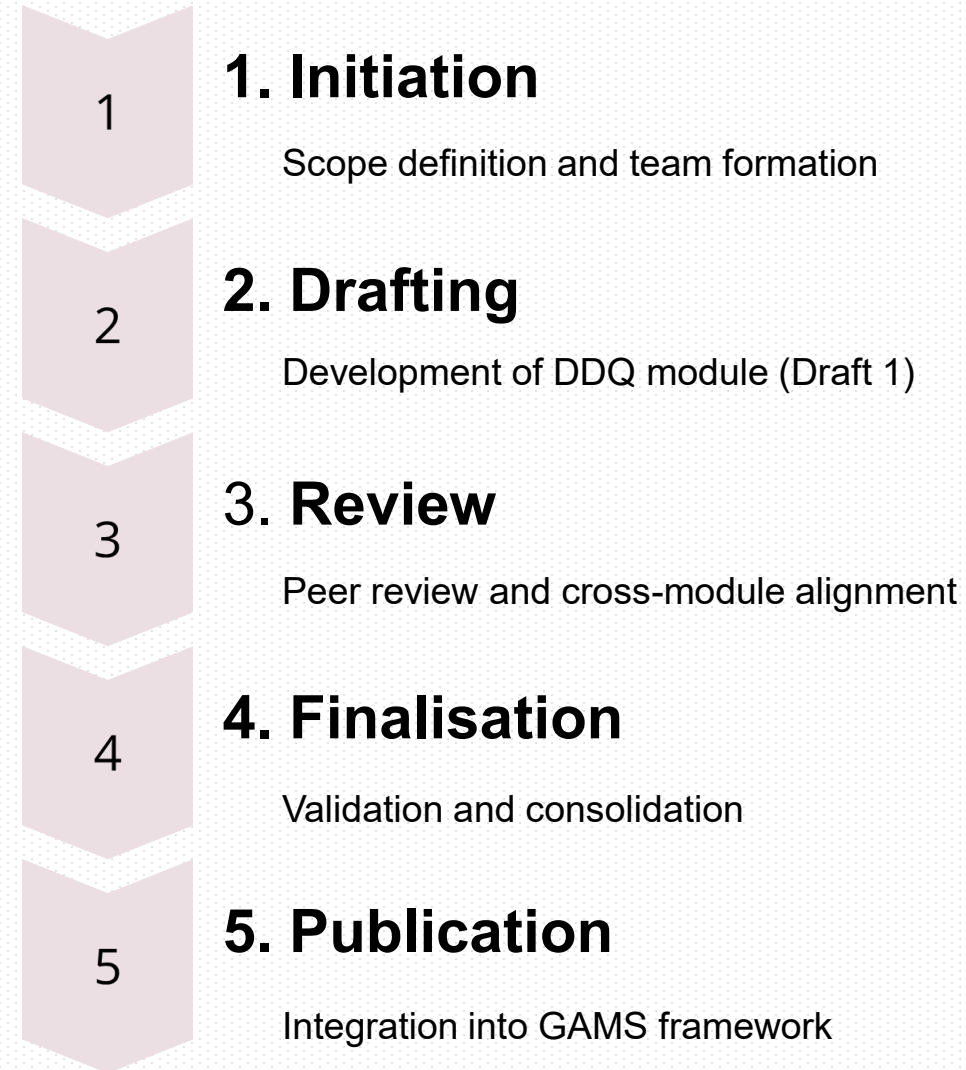 1
1. Initiation
Scope definition and team formation
2
2. Drafting
Development of DDQ module (Draft 1)
3
3. Review
Peer review and cross-module alignment
4
4. Finalisation
Validation and consolidation
5
5. Publication
Integration into GAMS framework